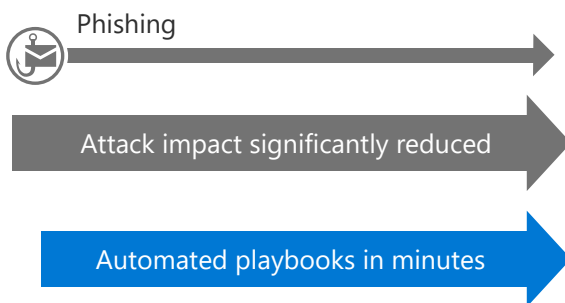 Phishing
Attack impact significantly reduced
Automated playbooks in minutes